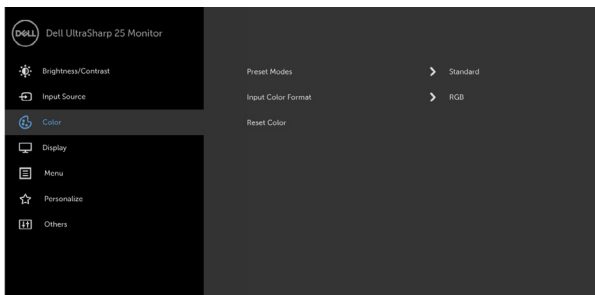 DELL Dell UltraSharp 25 Monitor
Brightness/Contrast
Input Source
Color
Display
Menu
Personalize
Others
Preset Modes Standard
Input Color Format RGB
Reset Color